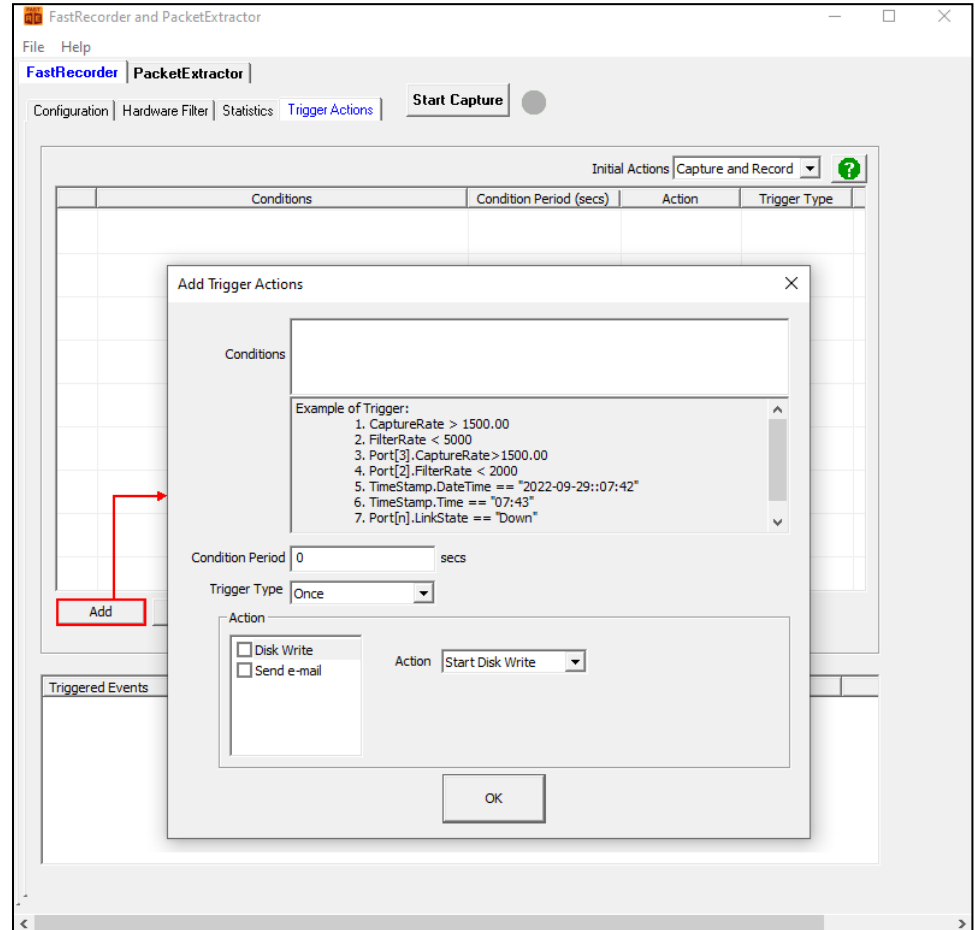 FastRecorder and PacketExtractor
File Help
FastRecorder PacketExtractor
Configuration Hardware Filter Statistics Trigger Actions Start Capture
Initial Actions Capture and Record ?
Conditions Condition Period (secs) Action Trigger Type
Add Trigger Actions
Conditions
Example of Trigger:
1. CaptureRate > 1500.00
2. FilterRate < 5000
3. Port[3].CaptureRate>1500.00
4. Port[2].FilterRate < 2000
5. TimeStamp.DateTime == "2022-09-29::07:42"
6. TimeStamp.Time == "07:43"
7. Port[n].LinkState == "Down"
Condition Period 0 secs
Trigger Type Once
Add
Action
Disk Write
Send e-mail
Action Start Disk Write
Triggered Events
OK